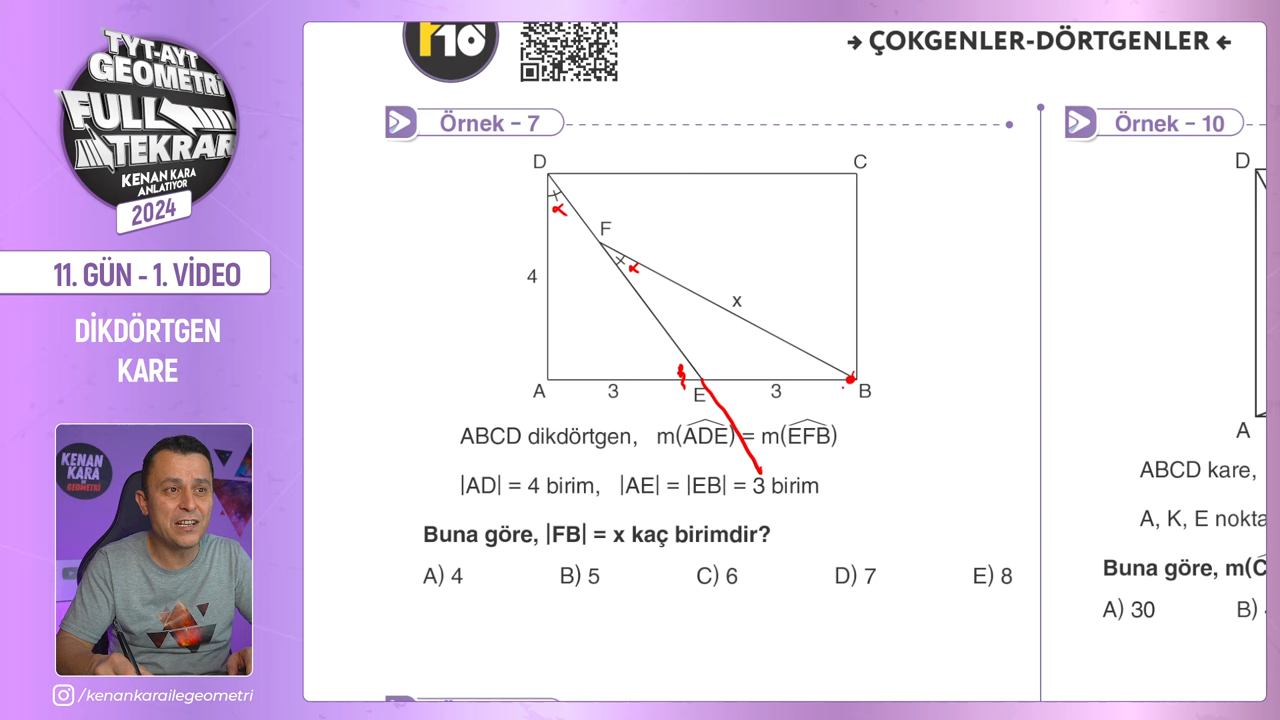 TYT-AYT
GEOMETRİ
FULL
TEKRAR
KENAN KARA
ANLATIYOR
2024
11. GÜN - 1. VİDEO
DİKDÖRTGEN
KARE
KENAN
KARA
GEOMETRİ
/kenankarailegeometri
→ ÇOKGENLER-DÖRTGENLER ←
Örnek – 7
D C
α
F
α
4
x
A 3 E 3 B
ABCD dikdörtgen, m(ADE) = m(EFB)
|AD| = 4 birim, |AE| = |EB| = 3 birim
Buna göre, |FB| = x kaç birimdir?
A) 4 B) 5 C) 6 D) 7 E) 8
Örnek – 10
D
A
ABCD kare,
A, K, E nokta
Buna göre, m(
A) 30 B)